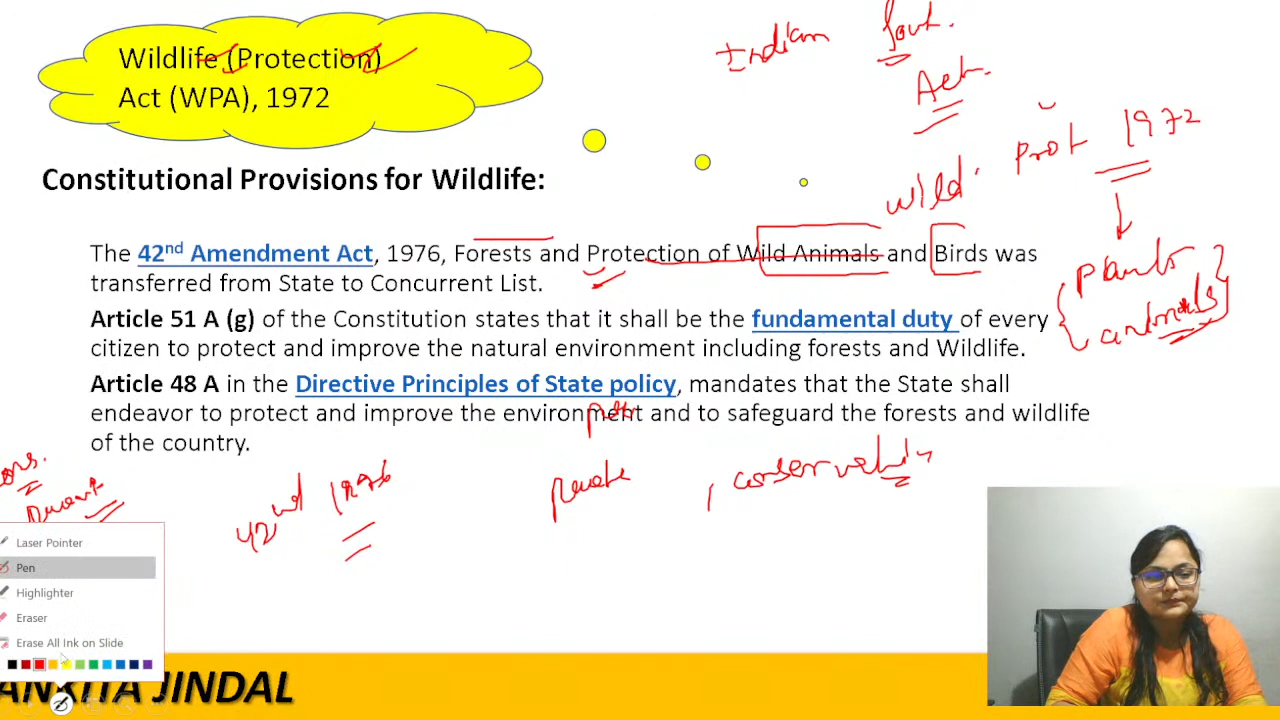 Indian Govt.
Act.
Wild. Prot 1972
Plants
animals
Wildlife (Protection)
Act (WPA), 1972
Constitutional Provisions for Wildlife:
The 42nd Amendment Act, 1976, Forests and Protection of Wild Animals and Birds was
transferred from State to Concurrent List.
Article 51 A (g) of the Constitution states that it shall be the fundamental duty of every
citizen to protect and improve the natural environment including forests and Wildlife.
Article 48 A in the Directive Principles of State policy, mandates that the State shall
endeavor to protect and improve the environment and to safeguard the forests and wildlife
of the country.
42nd 1976
Laser Pointer
Pen
Highlighter
Eraser
Erase All Ink on Slide
ANKITA JINDAL